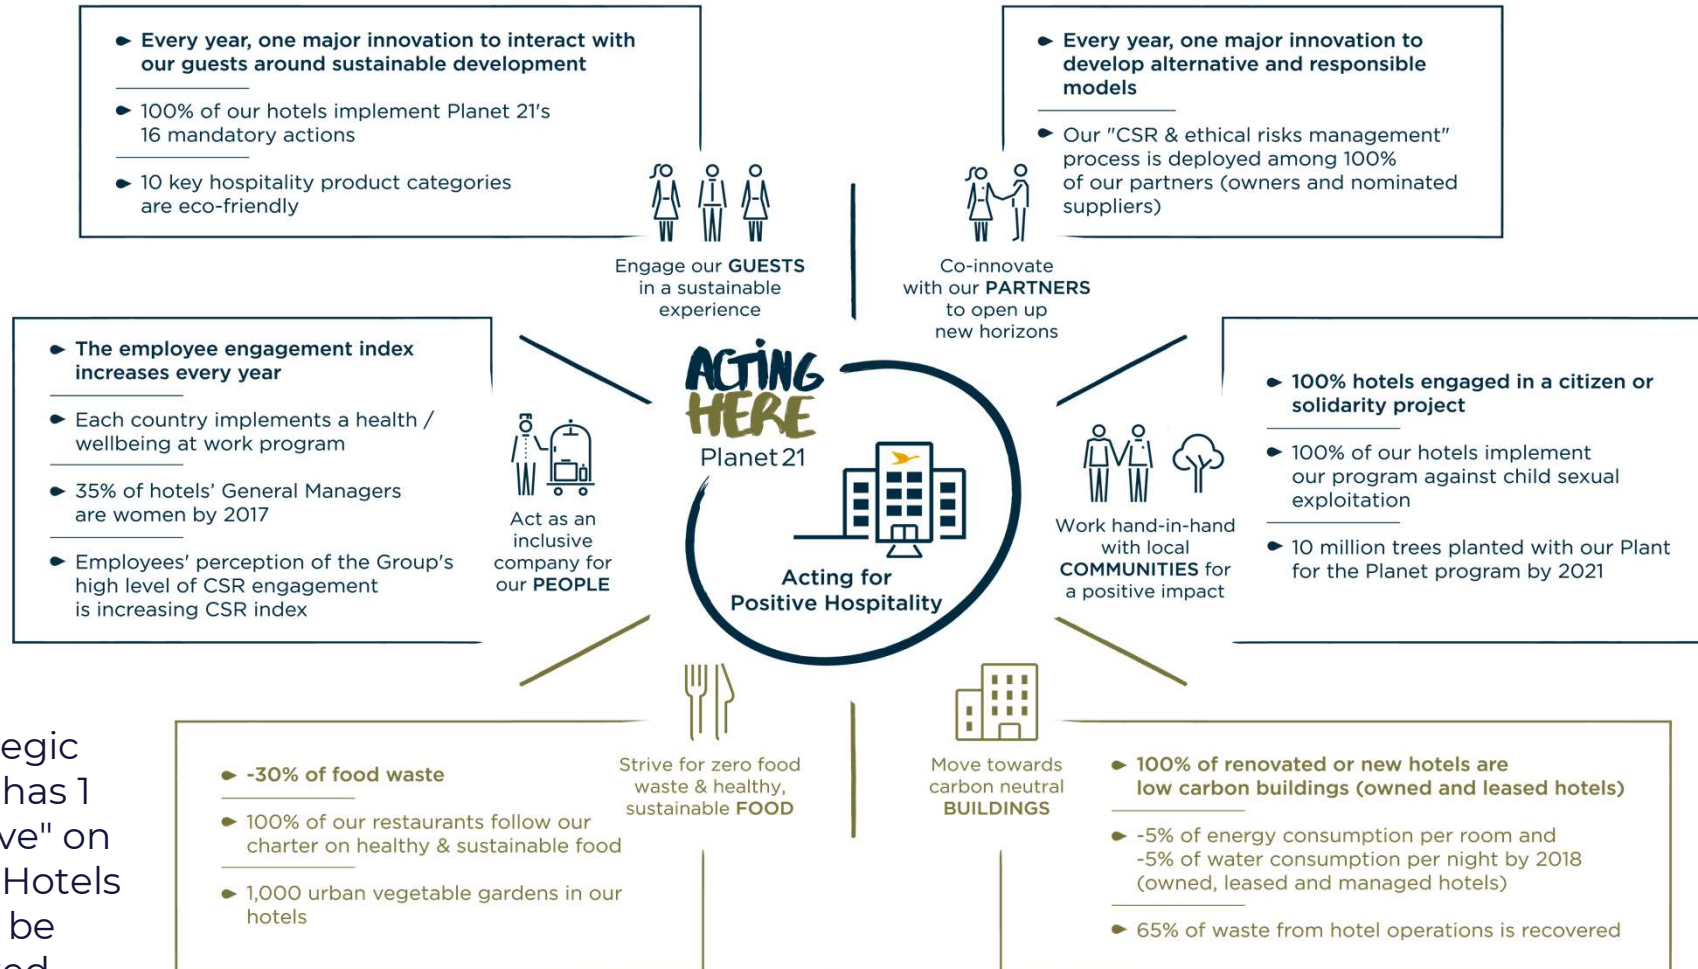 Every year, one major innovation to interact with
our guests around sustainable development
100% of our hotels implement Planet 21's
16 mandatory actions
10 key hospitality product categories
are eco-friendly
Engage our GUESTS
in a sustainable
experience
Every year, one major innovation to
develop alternative and responsible
models
Our "CSR & ethical risks management"
process is deployed among 100%
of our partners (owners and nominated
suppliers)
Co-innovate
with our PARTNERS
to open up
new horizons
The employee engagement index
increases every year
Each country implements a health /
wellbeing at work program
35% of hotels' General Managers
are women by 2017
Employees' perception of the Group's
high level of CSR engagement
is increasing CSR index
Act as an
inclusive
company for
our PEOPLE
ACTING
HERE
Planet 21
Acting for
Positive Hospitality
100% hotels engaged in a citizen or
solidarity project
100% of our hotels implement
our program against child sexual
exploitation
10 million trees planted with our Plant
for the Planet program by 2021
Work hand-in-hand
with local
COMMUNITIES for
a positive impact
egic
has 1
ve" on
Hotels
be
-30% of food waste
100% of our restaurants follow our
charter on healthy & sustainable food
1,000 urban vegetable gardens in our
hotels
Strive for zero food
waste & healthy,
sustainable FOOD
Move towards
carbon neutral
BUILDINGS
100% of renovated or new hotels are
low carbon buildings (owned and leased hotels)
-5% of energy consumption per room and
-5% of water consumption per night by 2018
(owned, leased and managed hotels)
65% of waste from hotel operations is recovered